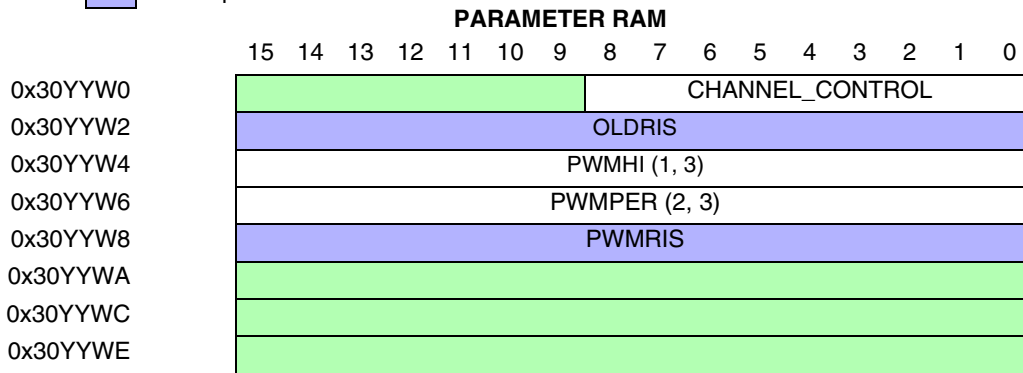 PARAMETER RAM
15 14 13 12 11 10 9 8 7 6 5 4 3 2 1 0
0x30YYW0 CHANNEL_CONTROL
0x30YYW2 OLDRIS
0x30YYW4 PWMHI (1, 3)
0x30YYW6 PWMPER (2, 3)
0x30YYW8 PWMRIS
0x30YYWA
0x30YYWC
0x30YYWE